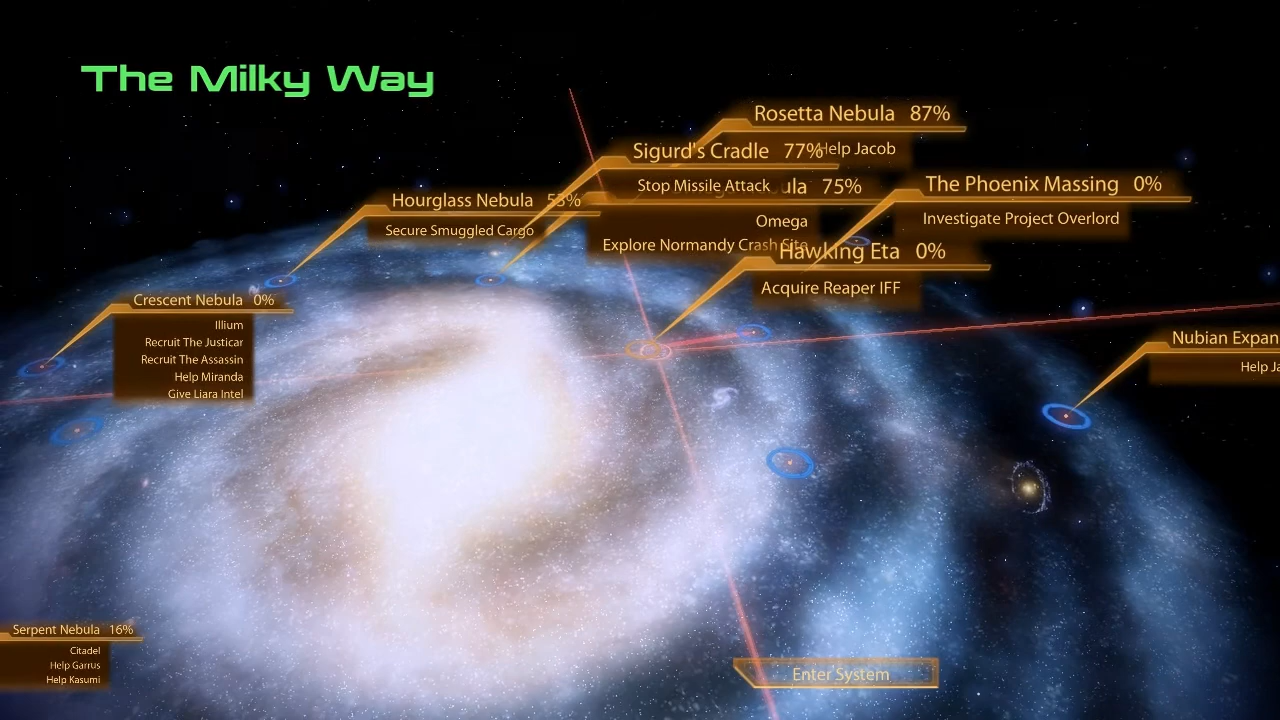 The Milky Way
Rosetta Nebula 87%
Help Jacob
Sigurd's Cradle 77%
Stop Missile Attack
75%
Omega
Explore Normandy Crash Site
The Phoenix Massing 0%
Investigate Project Overlord
Hourglass Nebula 53%
Secure Smuggled Cargo
Hawking Eta 0%
Acquire Reaper IFF
Crescent Nebula 0%
Illium
Recruit The Justicar
Recruit The Assassin
Help Miranda
Give Liara Intel
Nubian Expan
Help Ja
Serpent Nebula 16%
Citadel
Help Garrus
Help Kasumi
Enter System